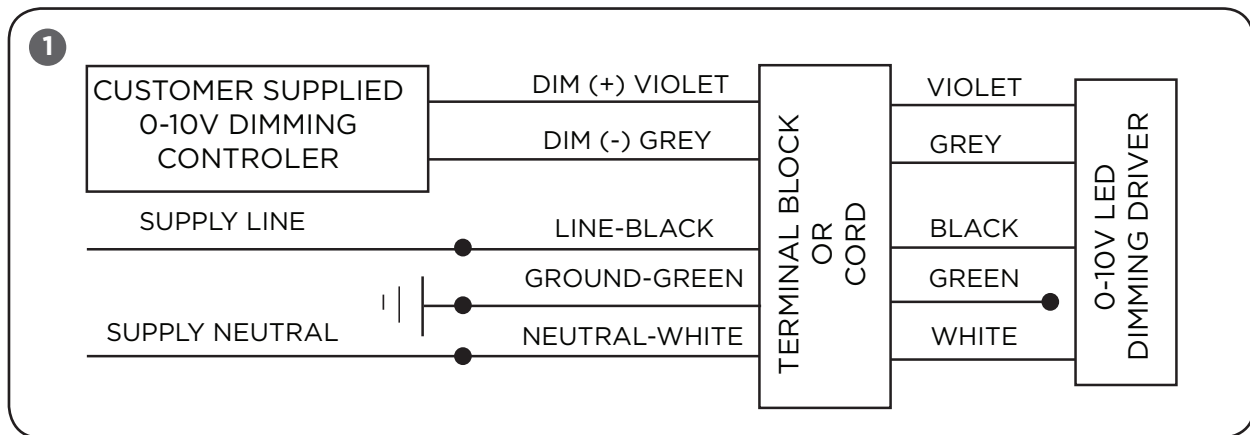 1
CUSTOMER SUPPLIED
0-10V DIMMING
CONTROLER
DIM (+) VIOLET
DIM (-) GREY
SUPPLY LINE
LINE-BLACK
GROUND-GREEN
SUPPLY NEUTRAL
NEUTRAL-WHITE
TERMINAL BLOCK
OR
CORD
VIOLET
GREY
BLACK
GREEN
WHITE
0-10V LED
DIMMING DRIVER